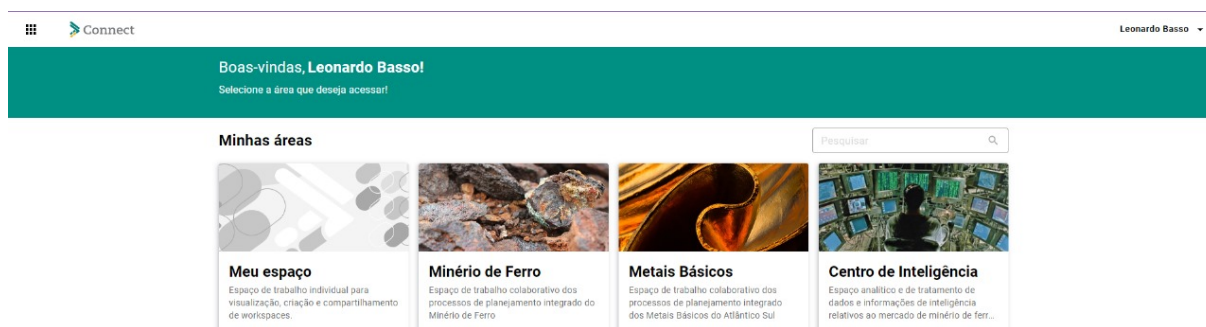 Connect
Leonardo Basso
Boas-vindas, Leonardo Basso!
Selecione a área que deseja acessar!
Minhas áreas
Pesquisar
Meu espaço
Espaço de trabalho individual para
visualização, criação e compartilhamento
de workspaces.
Minério de Ferro
Espaço de trabalho colaborativo dos
processos de planejamento integrado do
Minério de Ferro
Metais Básicos
Espaço de trabalho colaborativo dos
processos de planejamento integrado
dos Metais Básicos do Atlântico Sul
Centro de Inteligência
Espaço analítico e de tratamento de
dados e informações de inteligência
relativos ao mercado de minério de ferr...